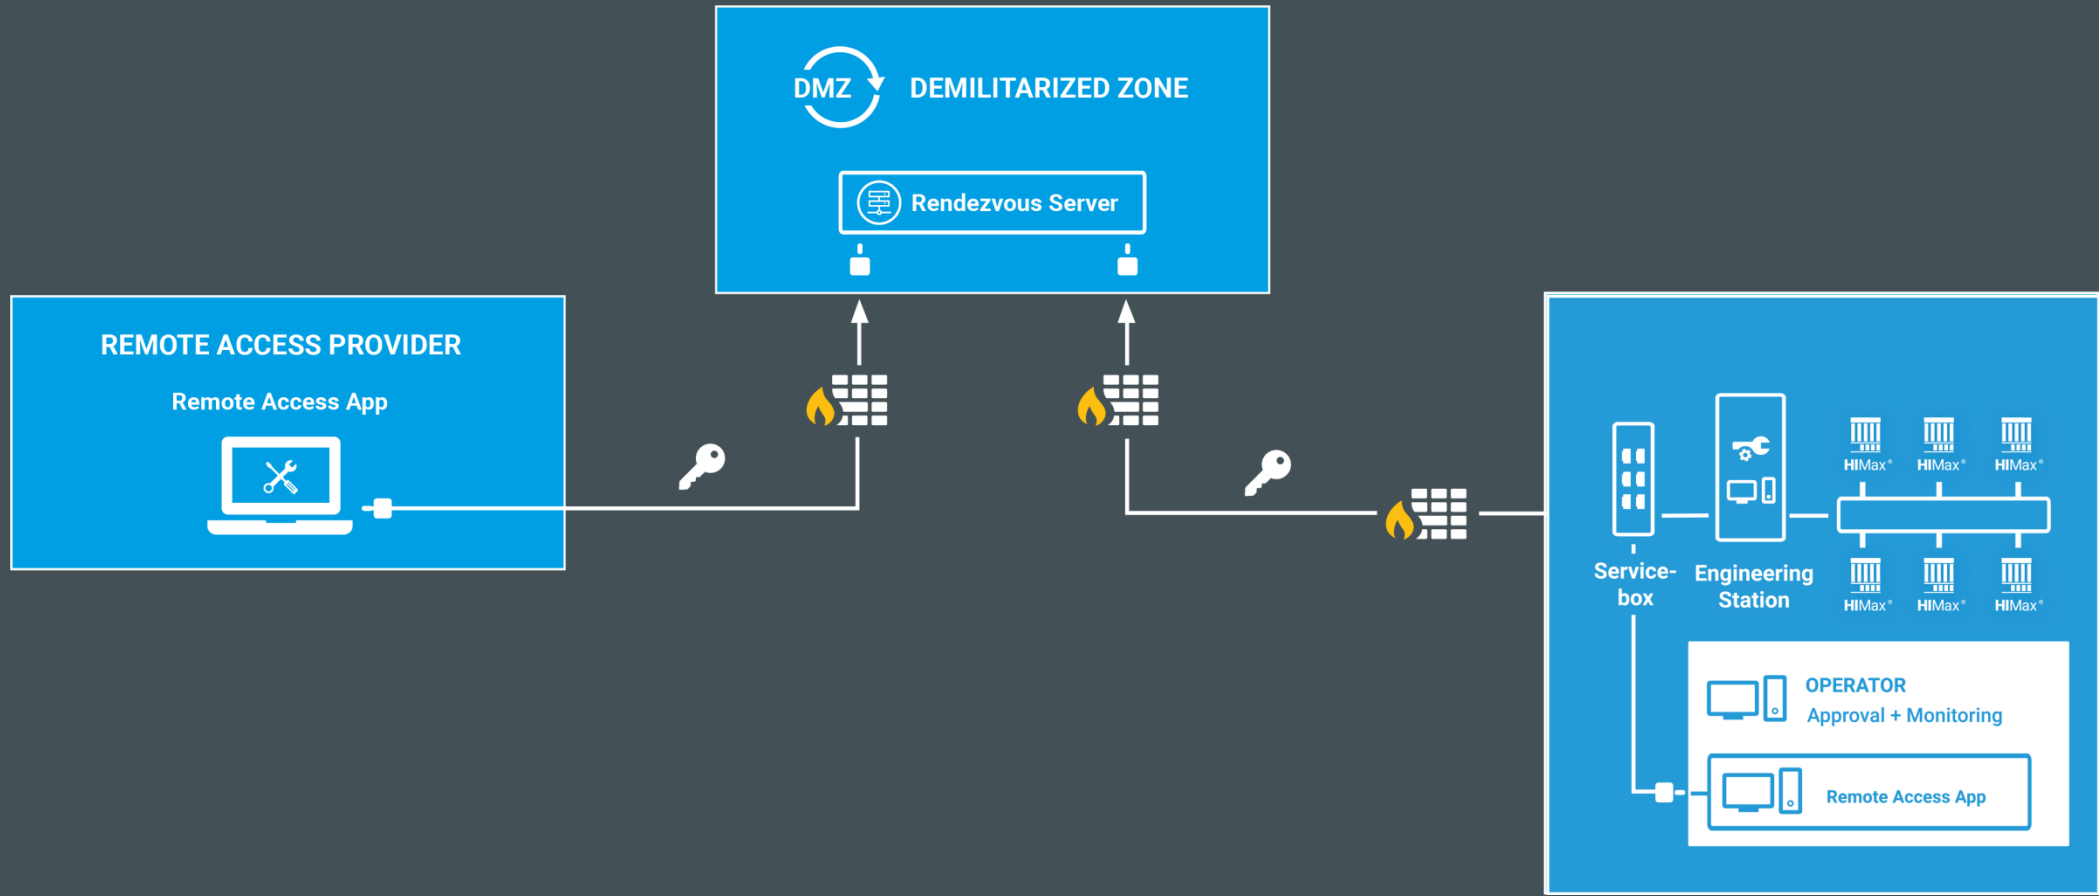 DMZ
DEMILITARIZED ZONE
Rendezvous Server
REMOTE ACCESS PROVIDER
Remote Access App
HIMax®
HIMax®
HIMax®
Service-
box
Engineering
Station
HIMax®
HIMax®
HIMax®
OPERATOR
Approval + Monitoring
Remote Access App